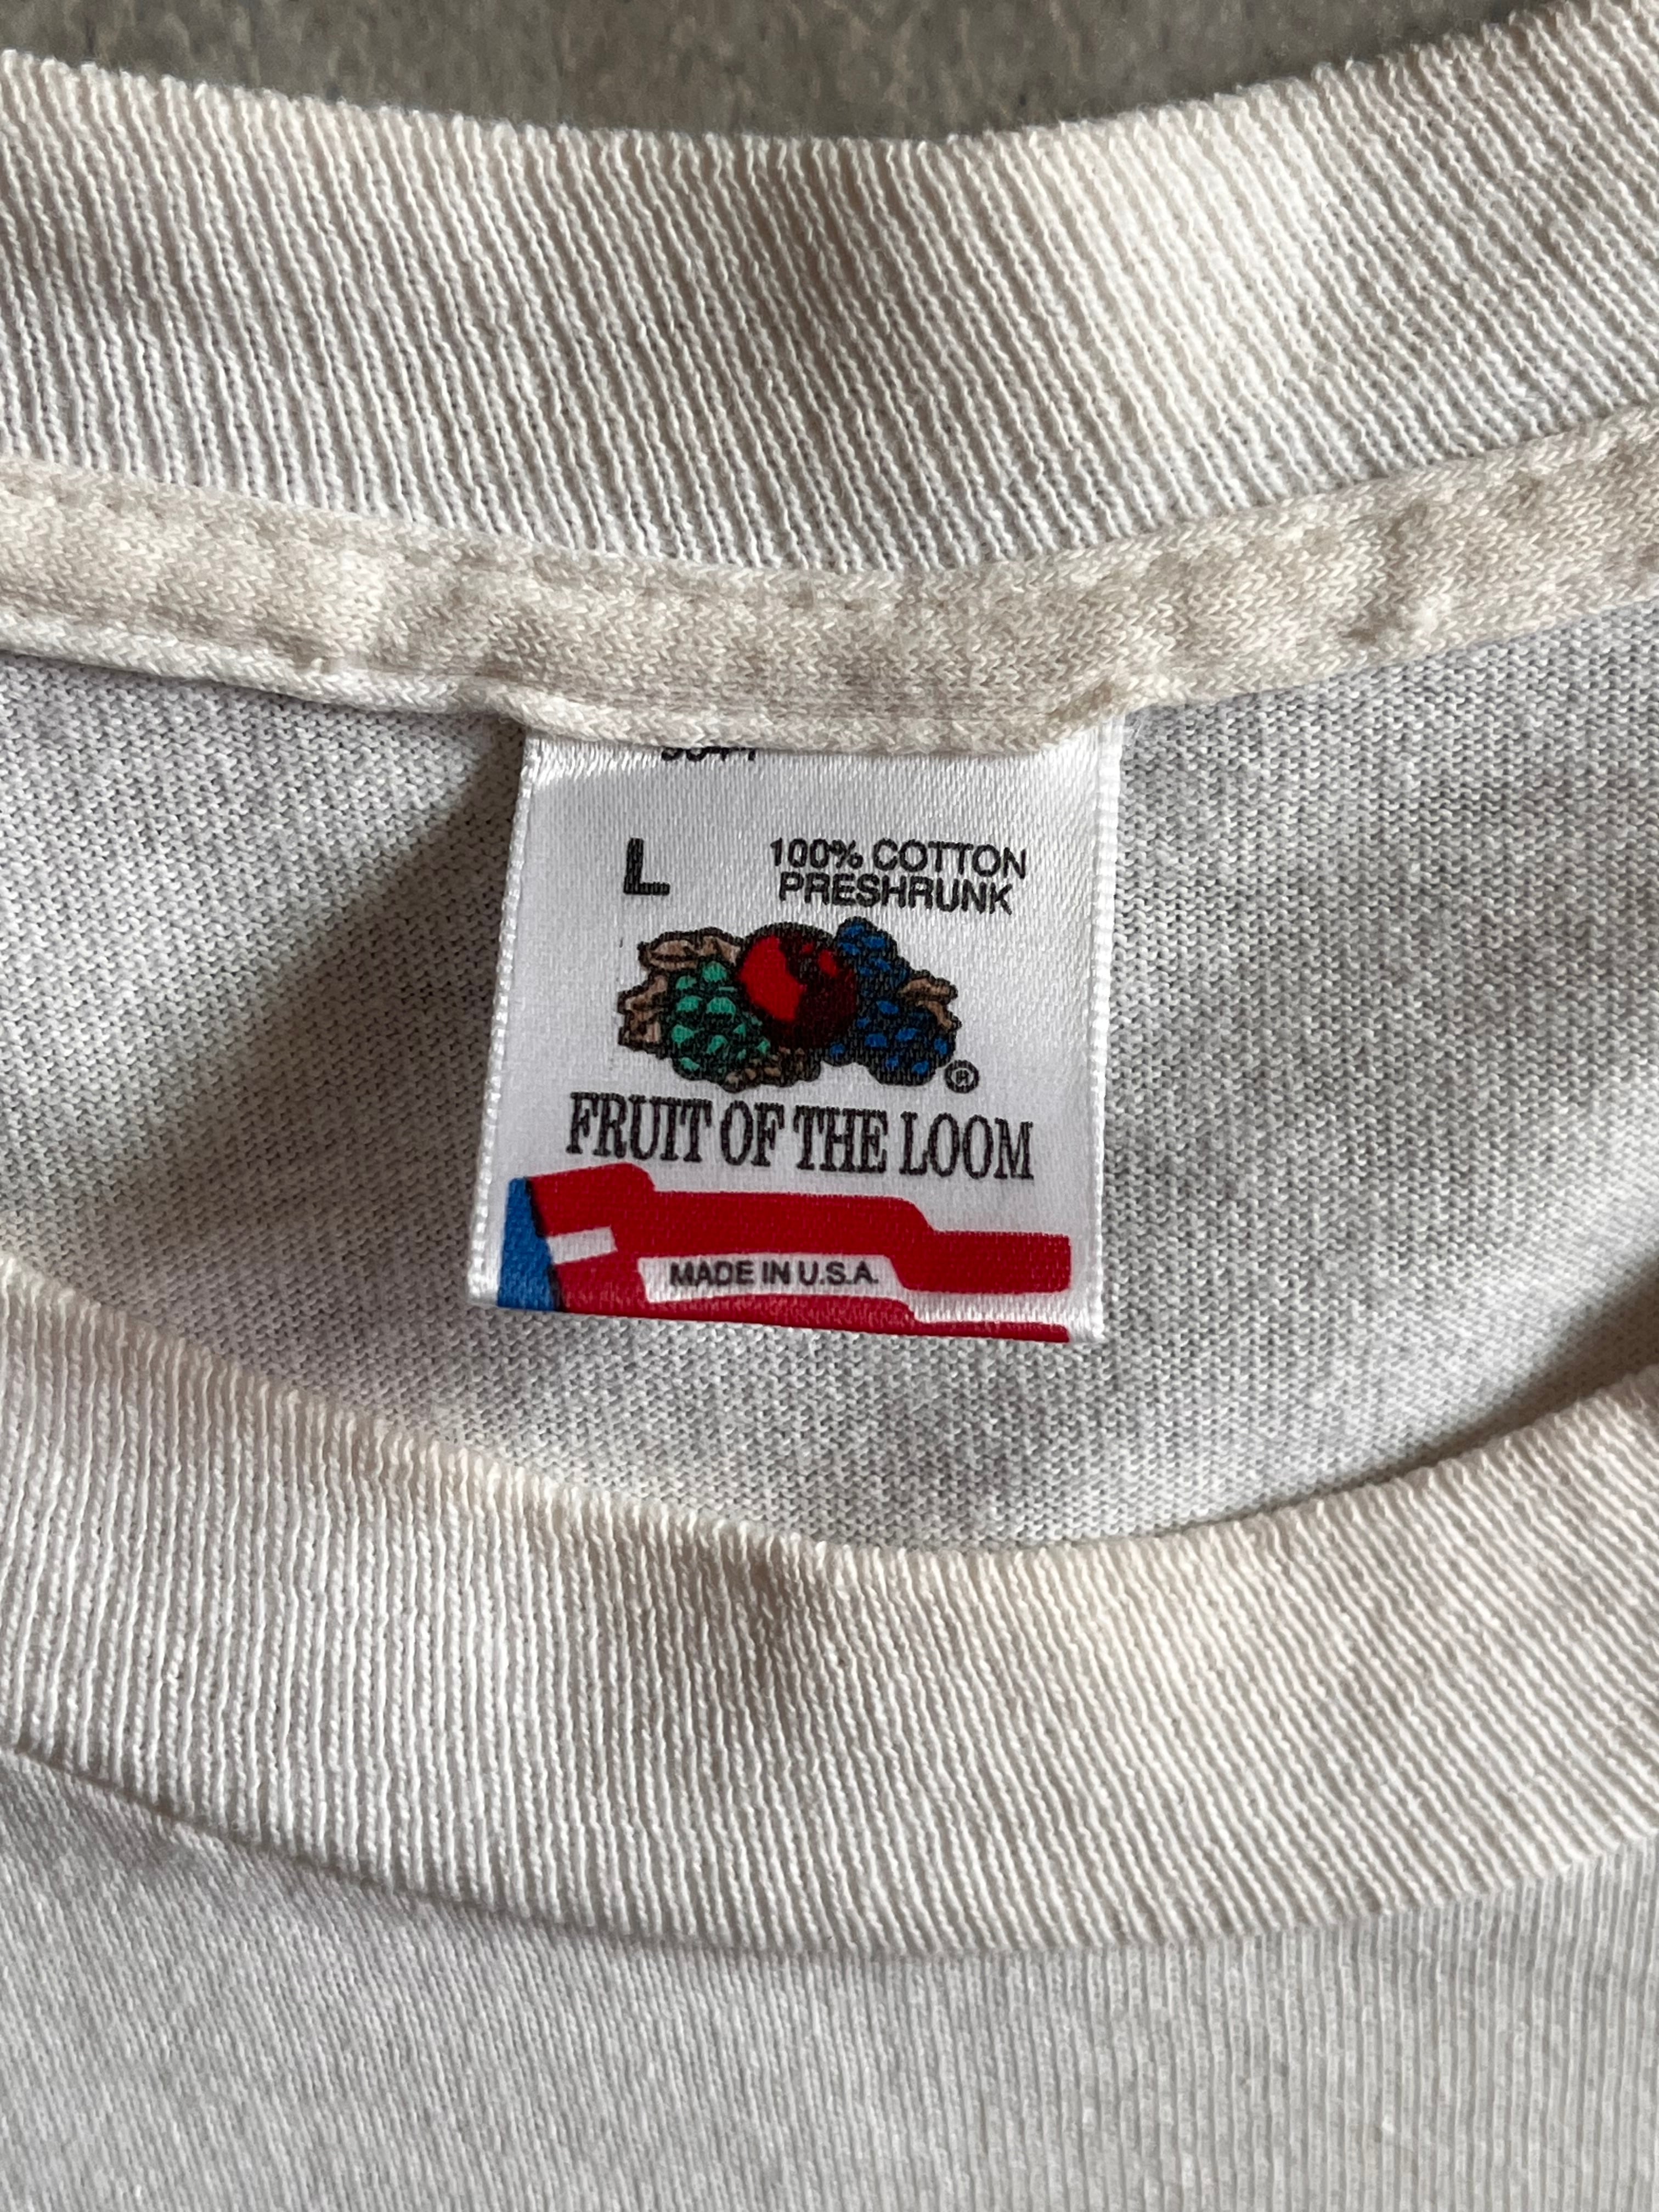 L
100% COTTON
PRESHRUNK
®
FRUIT OF THE LOOM
MADE IN U.S.A.